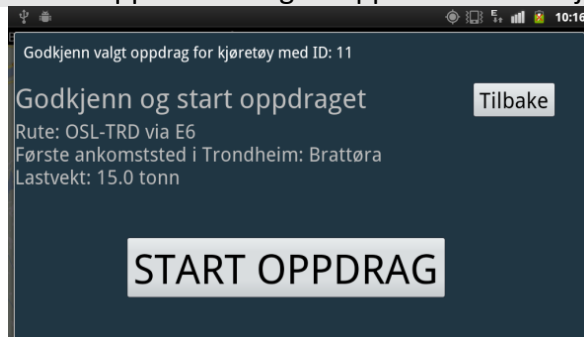 10:16
Godkjenn valgt oppdrag for kjøretøy med ID: 11
Godkjenn og start oppdraget
Tilbake
Rute: OSL-TRD via E6
Første ankomststed i Trondheim: Brattøra
Lastvekt: 15.0 tonn
START OPPDRAG